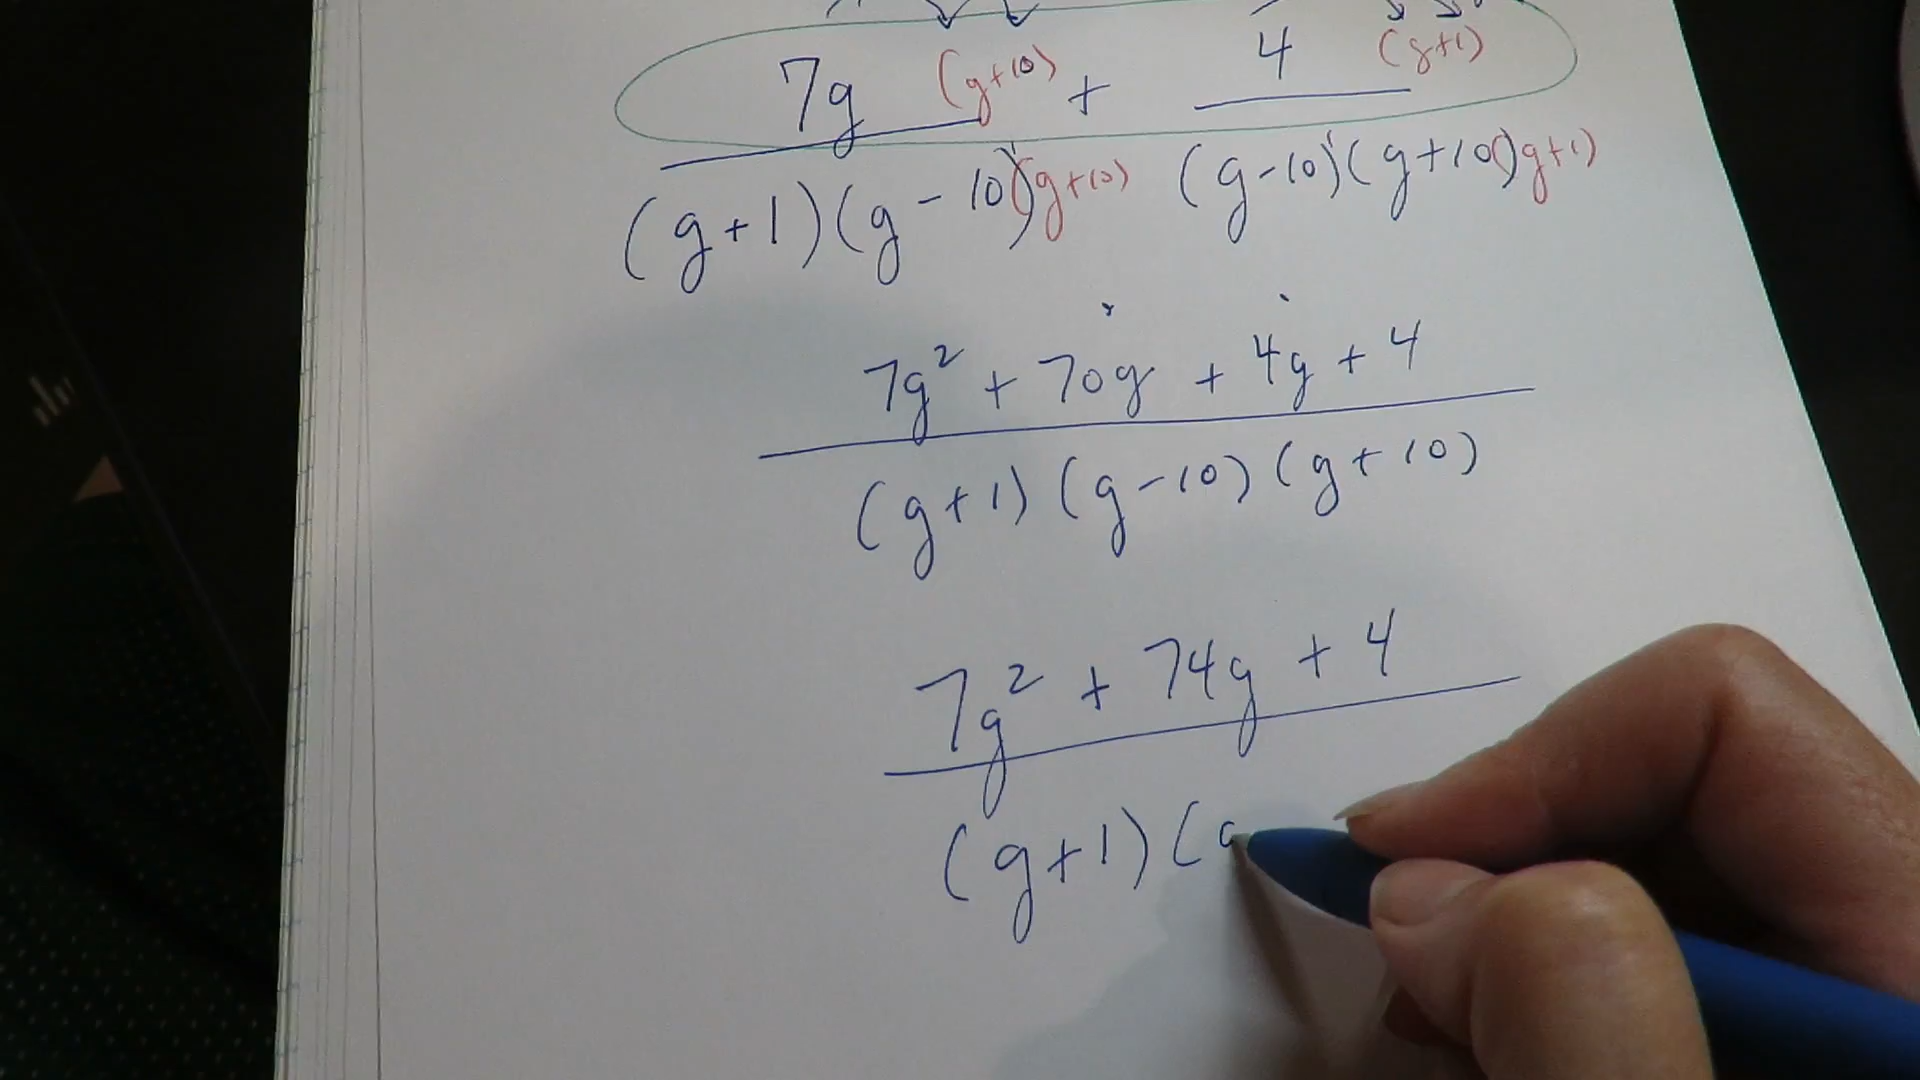 7g (g+10) + 4 (g+1)
(g+1)(g-10)(g+10) (g-10)(g+10)(g+1)
7g² + 70g + 4g + 4
(g+1)(g-10)(g+10)
7g² + 74g + 4
(g+1)(g